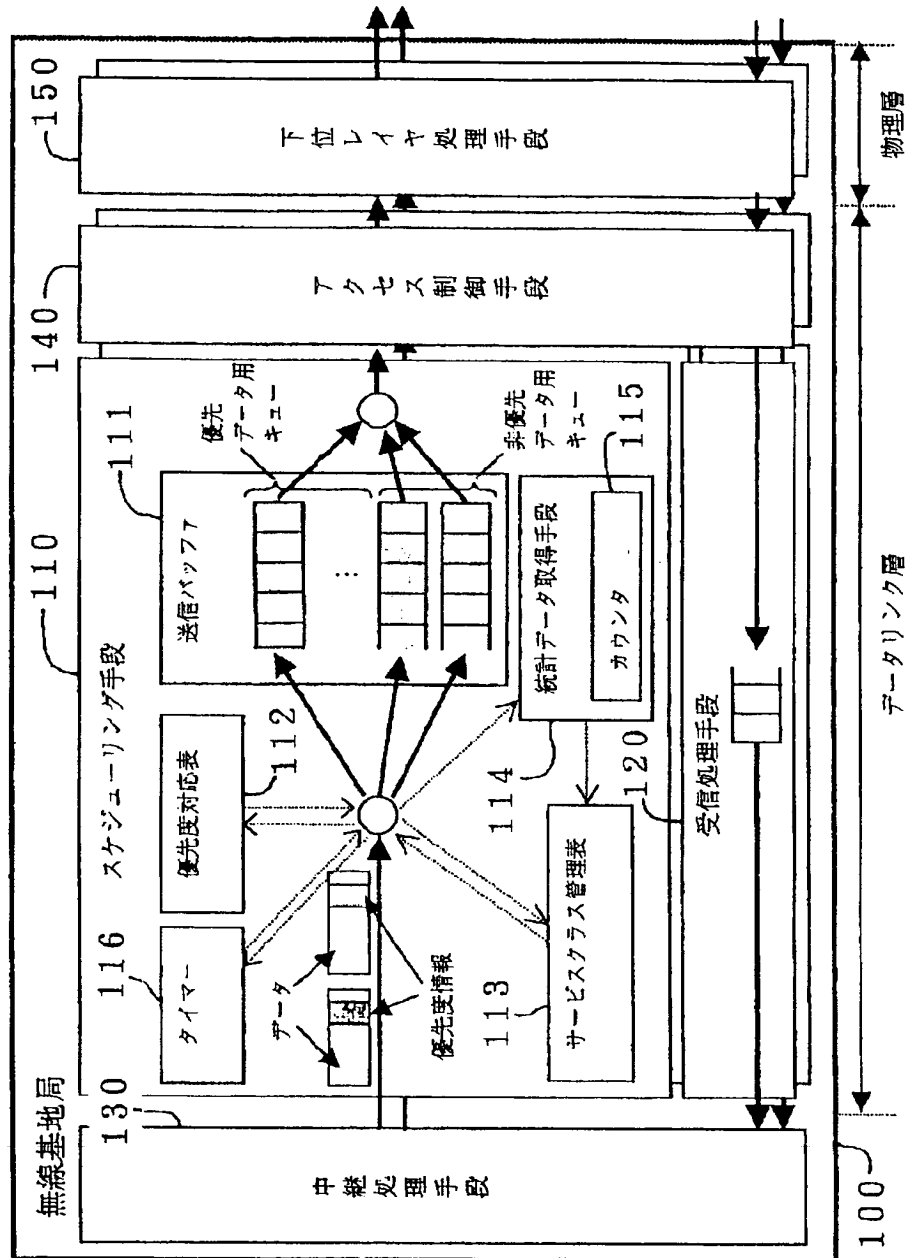 無線基地局
100
中継処理手段
130
スケジューリング手段
110
タイマー
116
優先度対応表
112
データ
優先度情報
サービスクラス管理表
113
送信バッファ
111
優先
データ用
キュー
非優先
データ用
キュー
統計データ取得手段
114
カウンタ
115
受信処理手段
120
アクセス制御手段
140
下位レイヤ処理手段
150
データリンク層
物理層